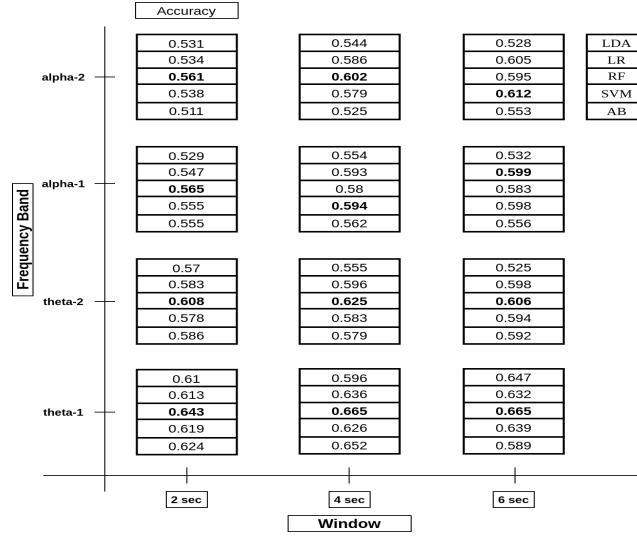 Accuracy
alpha-2
0.531 0.544 0.528 LDA
0.534 0.586 0.605 LR
0.561 0.602 0.595 RF
0.538 0.579 0.612 SVM
0.511 0.525 0.553 AB
alpha-1
0.529 0.554 0.532
0.547 0.593 0.599
0.565 0.58 0.583
0.555 0.594 0.598
0.555 0.562 0.556
Frequency Band
theta-2
0.57 0.555 0.525
0.583 0.596 0.598
0.608 0.625 0.606
0.578 0.583 0.594
0.586 0.579 0.592
theta-1
0.61 0.596 0.647
0.613 0.636 0.632
0.643 0.665 0.665
0.619 0.626 0.639
0.624 0.652 0.589
2 sec 4 sec 6 sec
Window